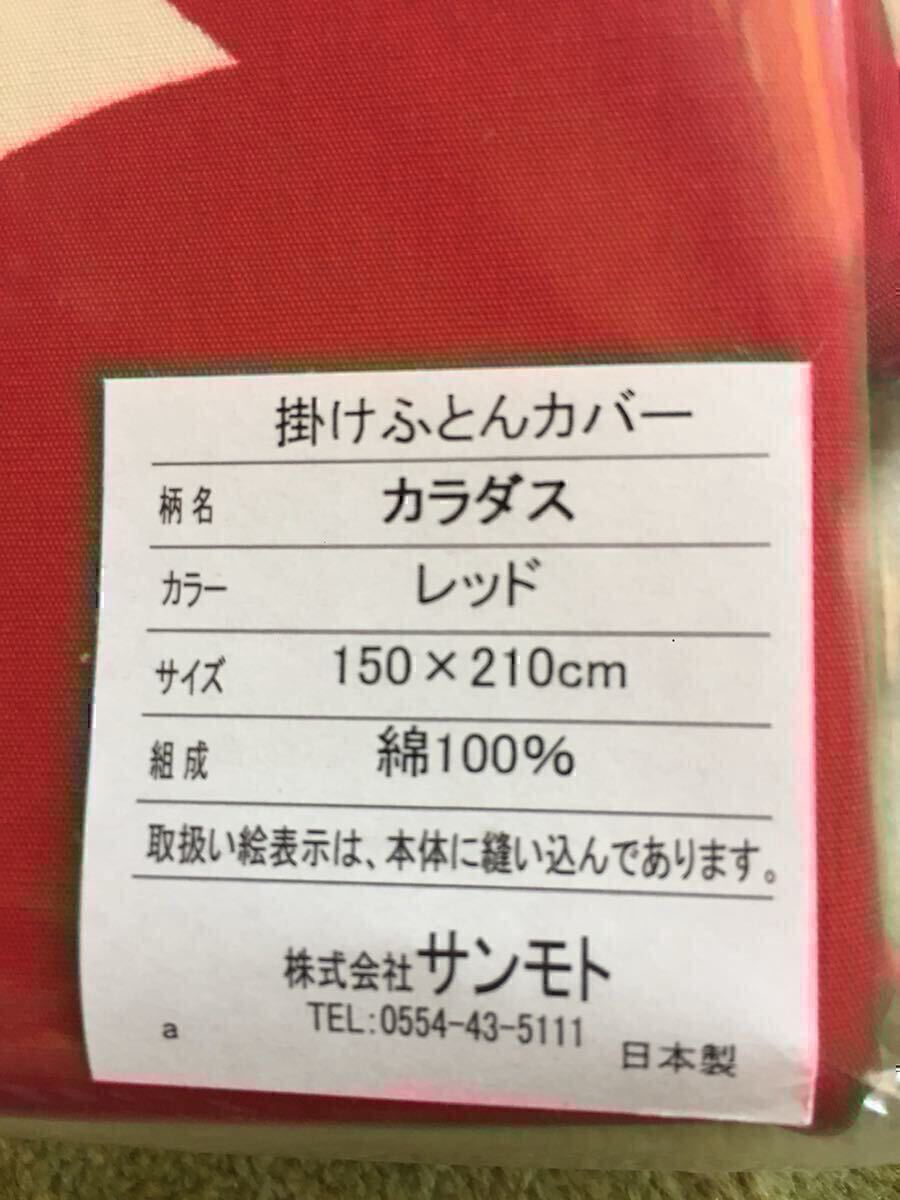 掛けふとんカバー
柄名 カラダス
カラー レッド
サイズ 150×210cm
組成 綿100%
取扱い絵表示は、本体に縫い込んであります。
株式会社サンモト
TEL:0554-43-5111
a 日本製